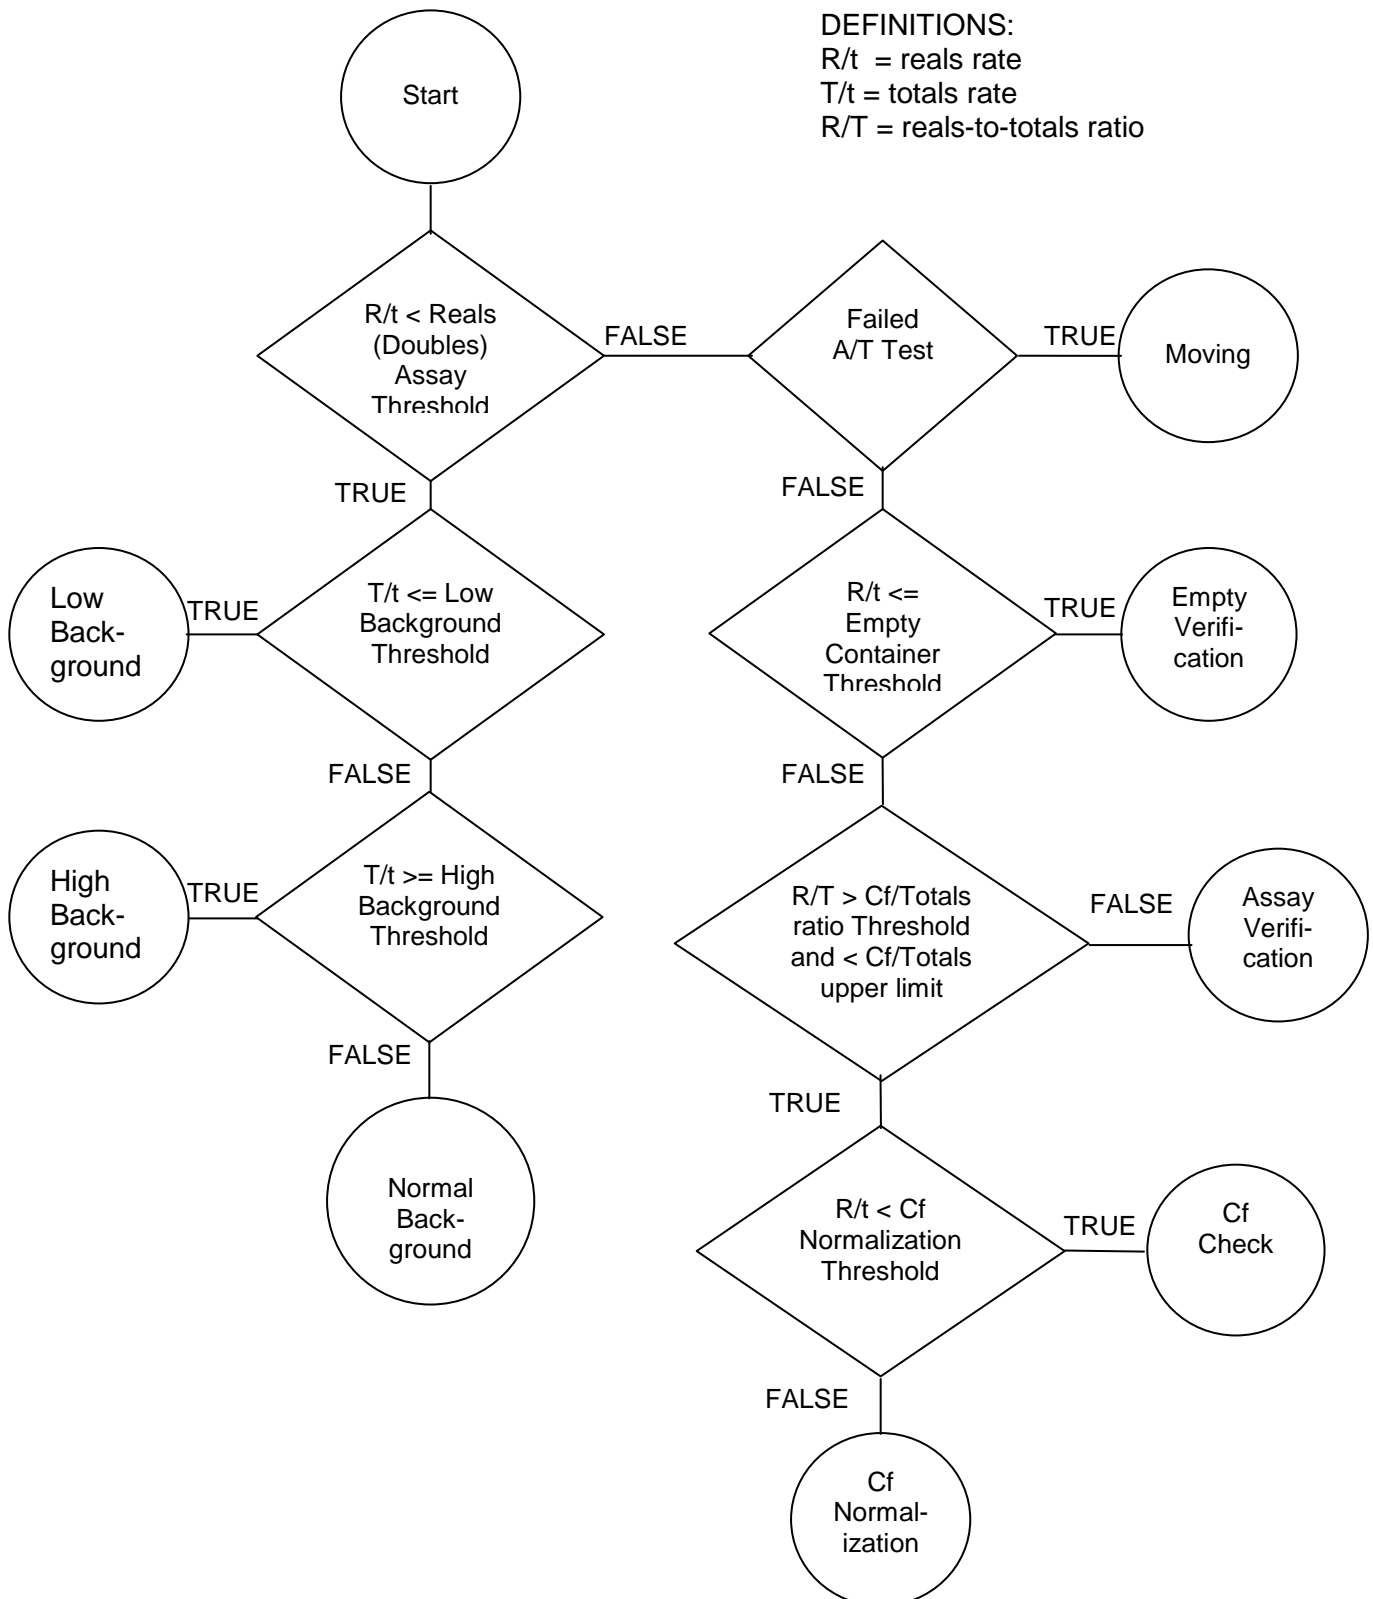 DEFINITIONS:
R/t = reals rate
T/t = totals rate
R/T = reals-to-totals ratio
Start
R/t < Reals
(Doubles)
Assay
Threshold
FALSE
Failed
A/T Test
TRUE
Moving
TRUE
FALSE
Low
Back-
ground
TRUE
T/t <= Low
Background
Threshold
R/t <=
Empty
Container
Threshold
TRUE
Empty
Verifi-
cation
FALSE
FALSE
High
Back-
ground
TRUE
T/t >= High
Background
Threshold
R/T > Cf/Totals
ratio Threshold
and < Cf/Totals
upper limit
FALSE
Assay
Verifi-
cation
FALSE
TRUE
Normal
Back-
ground
R/t < Cf
Normalization
Threshold
TRUE
Cf
Check
FALSE
Cf
Normal-
ization